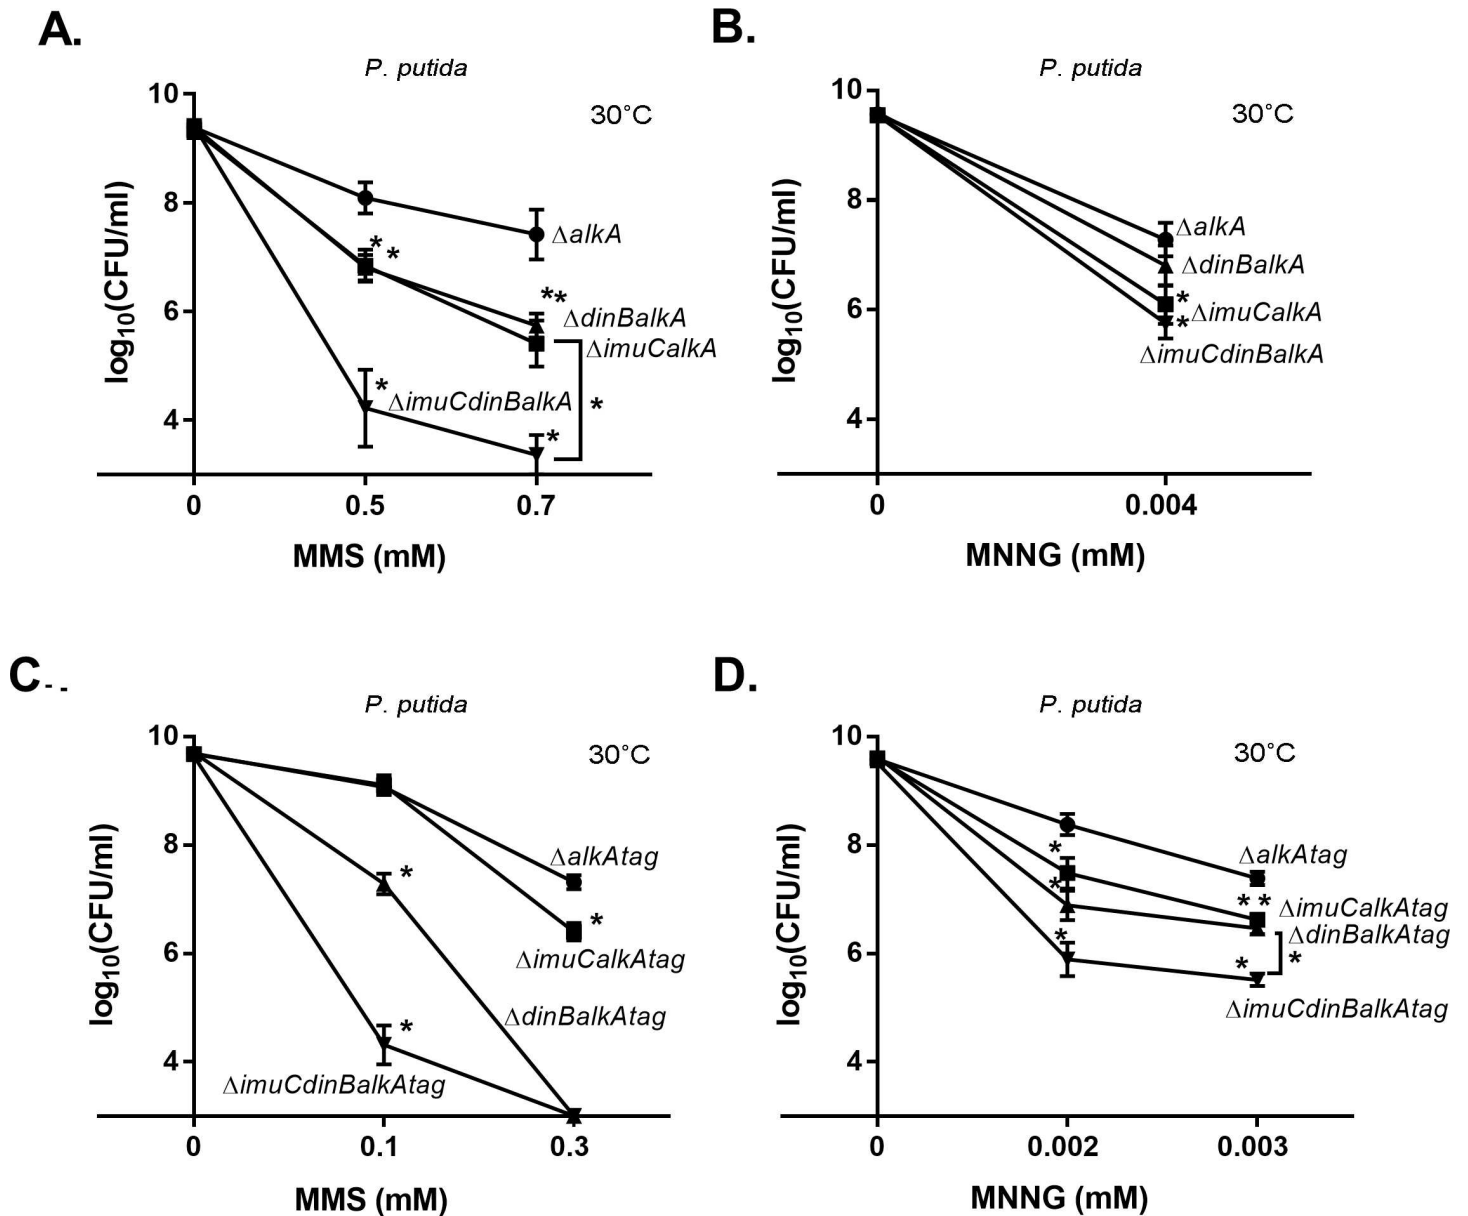 A.
P. putida
30°C
log10(CFU/ml)
10
8
6
4
* *
ΔalkA
**
ΔdinBalkA
ΔimuCalkA
*
ΔimuCdinBalkA
*
*
0 0.5 0.7
MMS (mM)
B.
P. putida
30°C
log10(CFU/ml)
10
8
6
4
ΔalkA
ΔdinBalkA
*
ΔimuCalkA
*
ΔimuCdinBalkA
0 0.004
MNNG (mM)
C.
P. putida
30°C
log10(CFU/ml)
10
8
6
4
ΔalkAtag
*
*
ΔimuCalkAtag
ΔdinBalkAtag
*
ΔimuCdinBalkAtag
0 0.1 0.3
MMS (mM)
D.
P. putida
30°C
log10(CFU/ml)
10
8
6
4
*
ΔalkAtag
*
* *
ΔimuCalkAtag
ΔdinBalkAtag
*
*
*
ΔimuCdinBalkAtag
0 0.002 0.003
MNNG (mM)